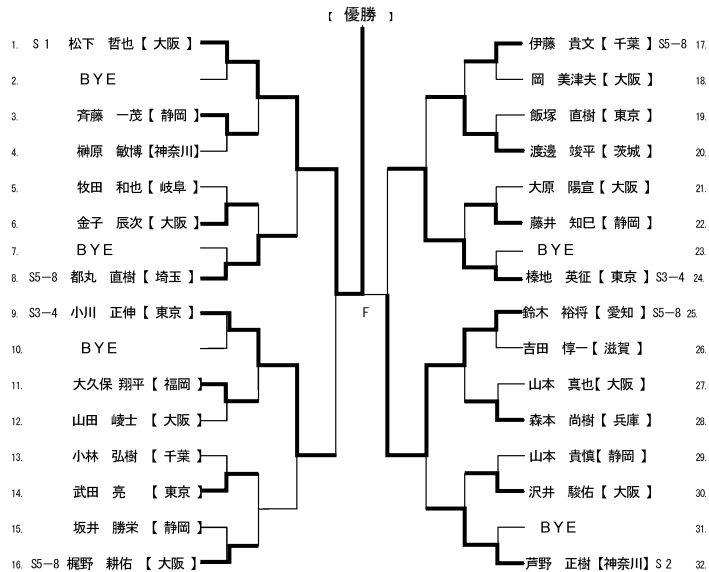 【 優勝 】
1. S1 松下 哲也【 大阪 】
2. BYE
3. 斉藤 一茂【 静岡 】
4. 榊原 敏博【神奈川】
5. 牧田 和也【 岐阜 】
6. 金子 辰次【 大阪 】
7. BYE
8. S5-8 都丸 直樹【 埼玉 】
9. S3-4 小川 正伸【 東京 】
10. BYE
11. 大久保 翔平【 福岡 】
12. 山田 崚士【 大阪 】
13. 小林 弘樹【 千葉 】
14. 武田 亮【 東京 】
15. 坂井 勝栄【 静岡 】
16. S5-8 梶野 耕佑【 大阪 】
F
伊藤 貴文【 千葉 】S5-8 17.
岡 美津夫【 大阪 】 18.
飯塚 直樹【 東京 】 19.
渡邊 竣平【 茨城 】 20.
大原 陽宣【 大阪 】 21.
藤井 知巳【 静岡 】 22.
BYE 23.
榛地 英征【 東京 】S3-4 24.
鈴木 裕将【 愛知 】S5-8 25.
吉田 惇一【 滋賀 】 26.
山本 真也【 大阪 】 27.
森本 尚樹【 兵庫 】 28.
山本 貴慎【 静岡 】 29.
沢井 駿佑【 大阪 】 30.
BYE 31.
芦野 正樹【神奈川】S2 32.